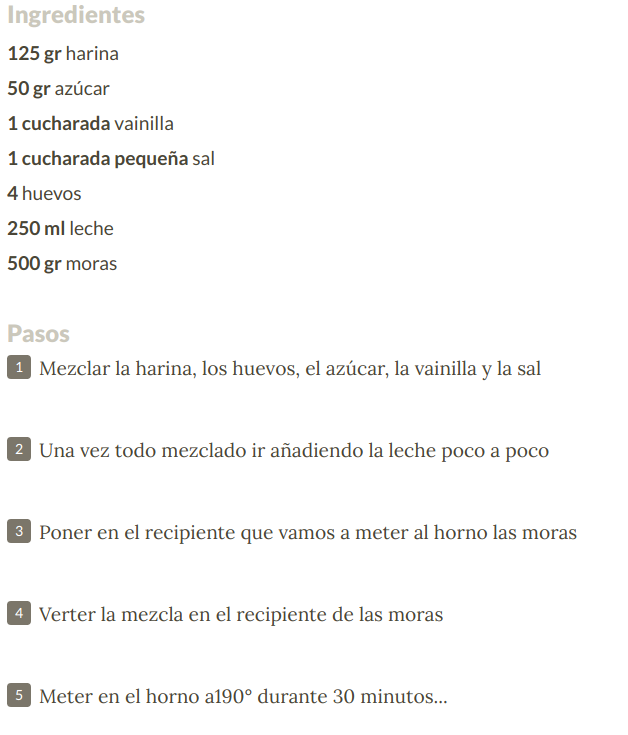 Ingredientes
125 gr harina
50 gr azúcar
1 cucharada vainilla
1 cucharada pequeña sal
4 huevos
250 ml leche
500 gr moras
Pasos
1 Mezclar la harina, los huevos, el azúcar, la vainilla y la sal
2 Una vez todo mezclado ir añadiendo la leche poco a poco
3 Poner en el recipiente que vamos a meter al horno las moras
4 Verter la mezcla en el recipiente de las moras
5 Meter en el horno a190° durante 30 minutos...